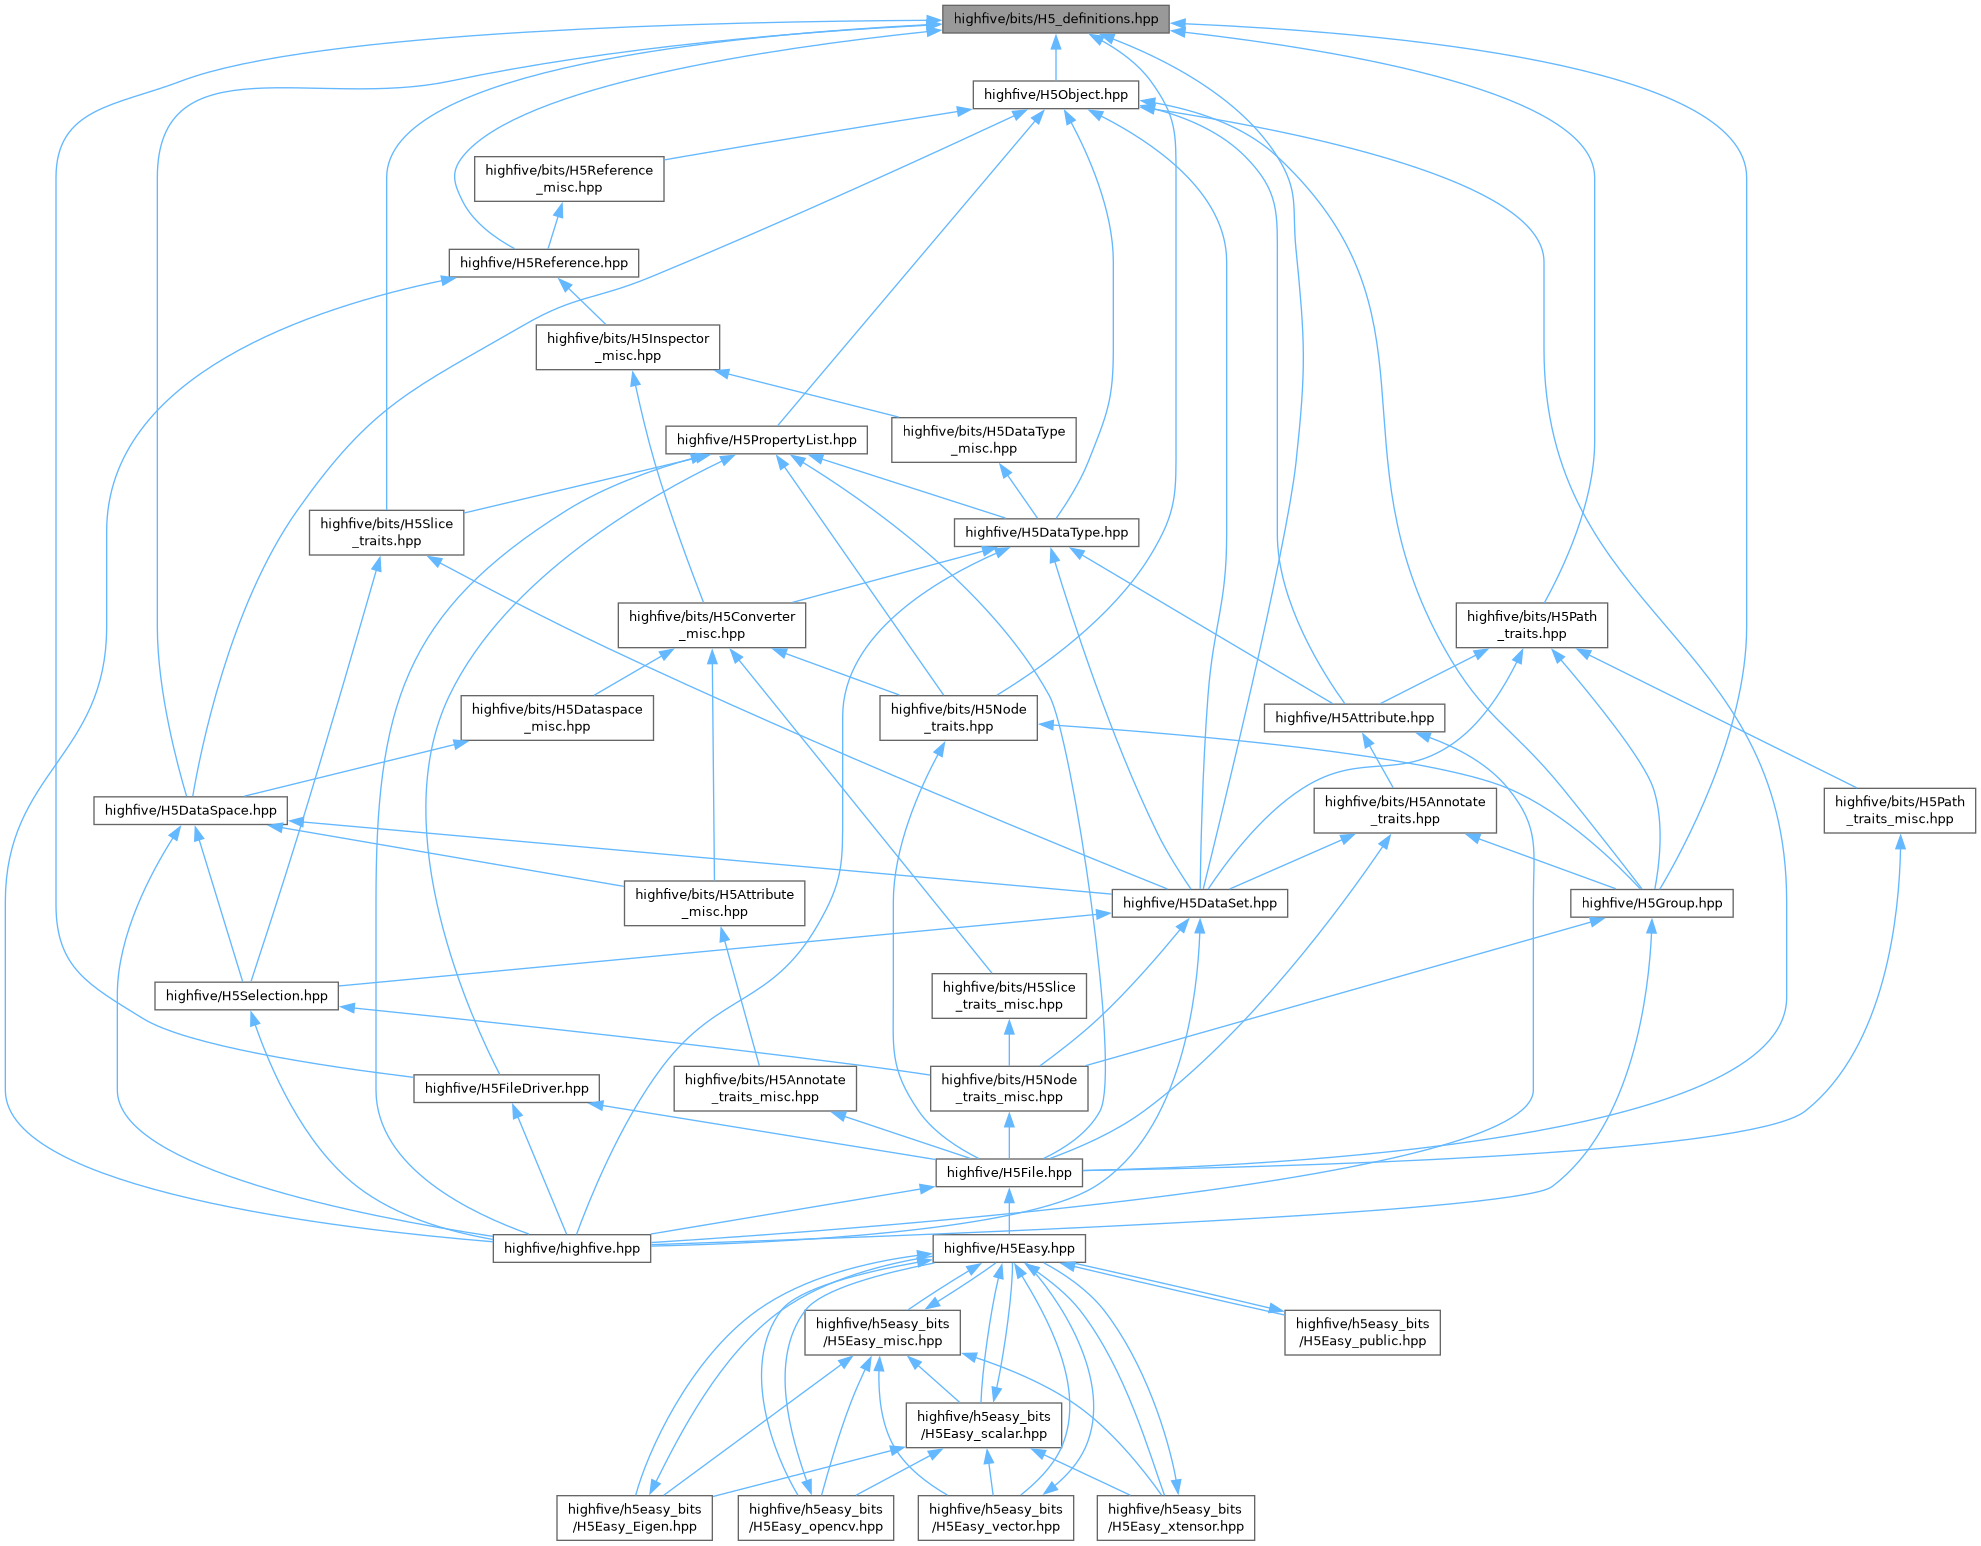 highfive/bits/H5_definitions.hpp
highfive/H5Object.hpp
highfive/bits/H5Reference
_misc.hpp
highfive/H5Reference.hpp
highfive/bits/H5Inspector
_misc.hpp
highfive/H5PropertyList.hpp
highfive/bits/H5DataType
_misc.hpp
highfive/bits/H5Slice
_traits.hpp
highfive/H5DataType.hpp
highfive/bits/H5Converter
_misc.hpp
highfive/bits/H5Path
_traits.hpp
highfive/bits/H5Dataspace
_misc.hpp
highfive/bits/H5Node
_traits.hpp
highfive/H5Attribute.hpp
highfive/H5DataSpace.hpp
highfive/bits/H5Annotate
_traits.hpp
highfive/bits/H5Path
_traits_misc.hpp
highfive/bits/H5Attribute
_misc.hpp
highfive/H5DataSet.hpp
highfive/H5Group.hpp
highfive/H5Selection.hpp
highfive/bits/H5Slice
_traits_misc.hpp
highfive/H5FileDriver.hpp
highfive/bits/H5Annotate
_traits_misc.hpp
highfive/bits/H5Node
_traits_misc.hpp
highfive/H5File.hpp
highfive/highfive.hpp
highfive/H5Easy.hpp
highfive/h5easy_bits
/H5Easy_misc.hpp
highfive/h5easy_bits
/H5Easy_public.hpp
highfive/h5easy_bits
/H5Easy_scalar.hpp
highfive/h5easy_bits
/H5Easy_Eigen.hpp
highfive/h5easy_bits
/H5Easy_opencv.hpp
highfive/h5easy_bits
/H5Easy_vector.hpp
highfive/h5easy_bits
/H5Easy_xtensor.hpp